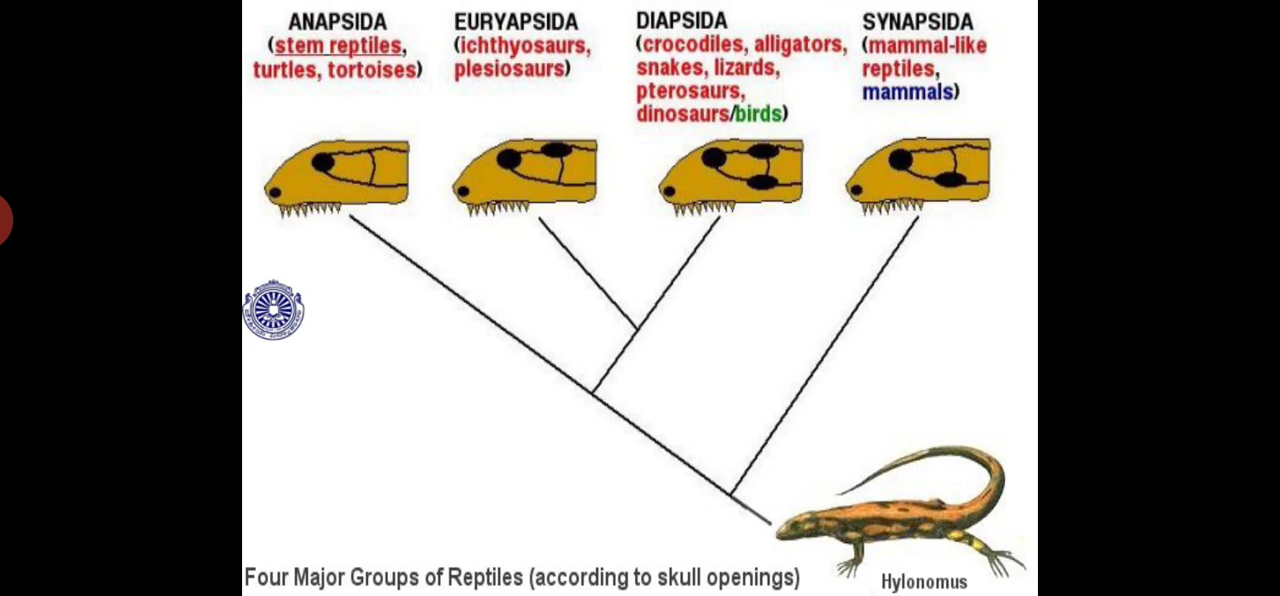 ANAPSIDA
(stem reptiles,
turtles, tortoises)
EURYAPSIDA
(ichthyosaurs,
plesiosaurs)
DIAPSIDA
(crocodiles, alligators,
snakes, lizards,
pterosaurs,
dinosaurs/birds)
SYNAPSIDA
(mammal-like
reptiles,
mammals)
Four Major Groups of Reptiles (according to skull openings)
Hylonomus